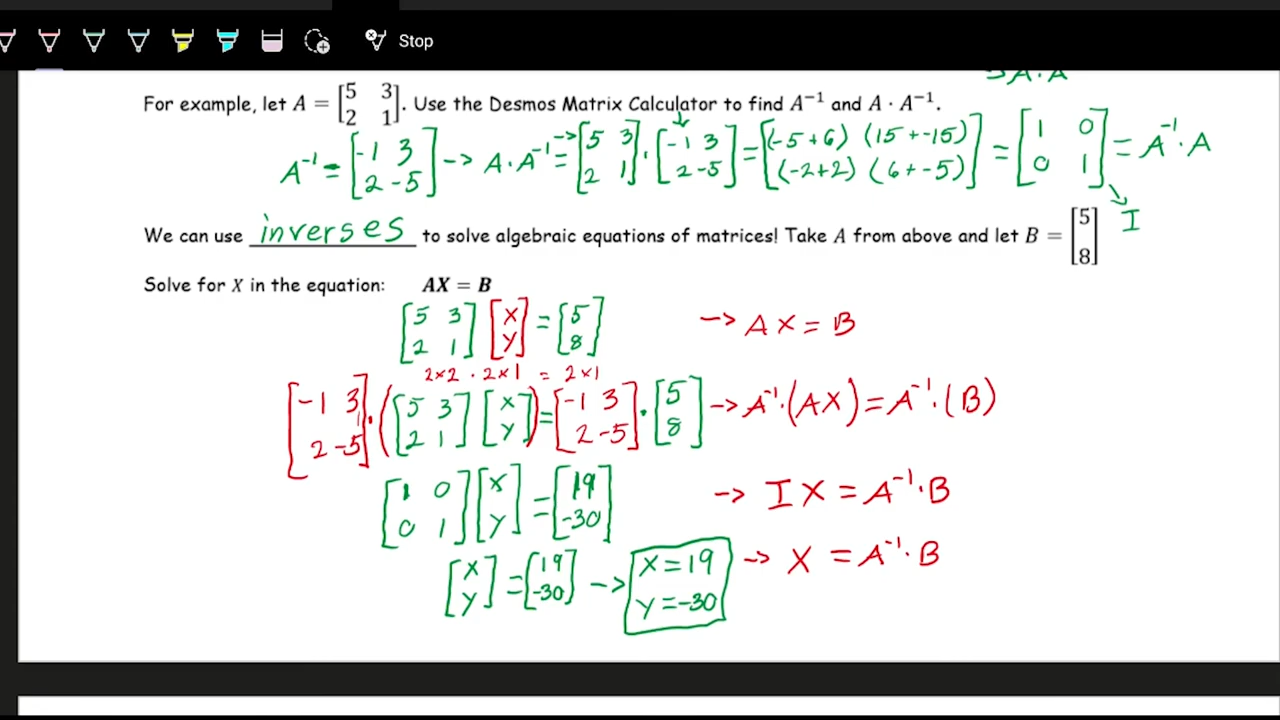 Stop
→ A · A
For example, let A = [5 3; 2 1]. Use the Desmos Matrix Calculator to find A⁻¹ and A · A⁻¹.
A⁻¹ = [-1 3; 2 -5] → A · A⁻¹ = [5 3; 2 1] · [-1 3; 2 -5] = [(-5+6) (15+-15); (-2+2) (6+-5)] = [1 0; 0 1] = A⁻¹ · A
I
We can use inverses to solve algebraic equations of matrices! Take A from above and let B = [5; 8]
Solve for X in the equation: AX = B
[5 3; 2 1] [x; y] = [5; 8] → AX = B
2×2 · 2×1 = 2×1
[-1 3; 2 -5] · ([5 3; 2 1] [x; y]) = [-1 3; 2 -5] · [5; 8] → A⁻¹ · (AX) = A⁻¹ · (B)
[1 0; 0 1] [x; y] = [19; -30] → IX = A⁻¹ · B
[x; y] = [19; -30] → x = 19 y = -30 → X = A⁻¹ · B